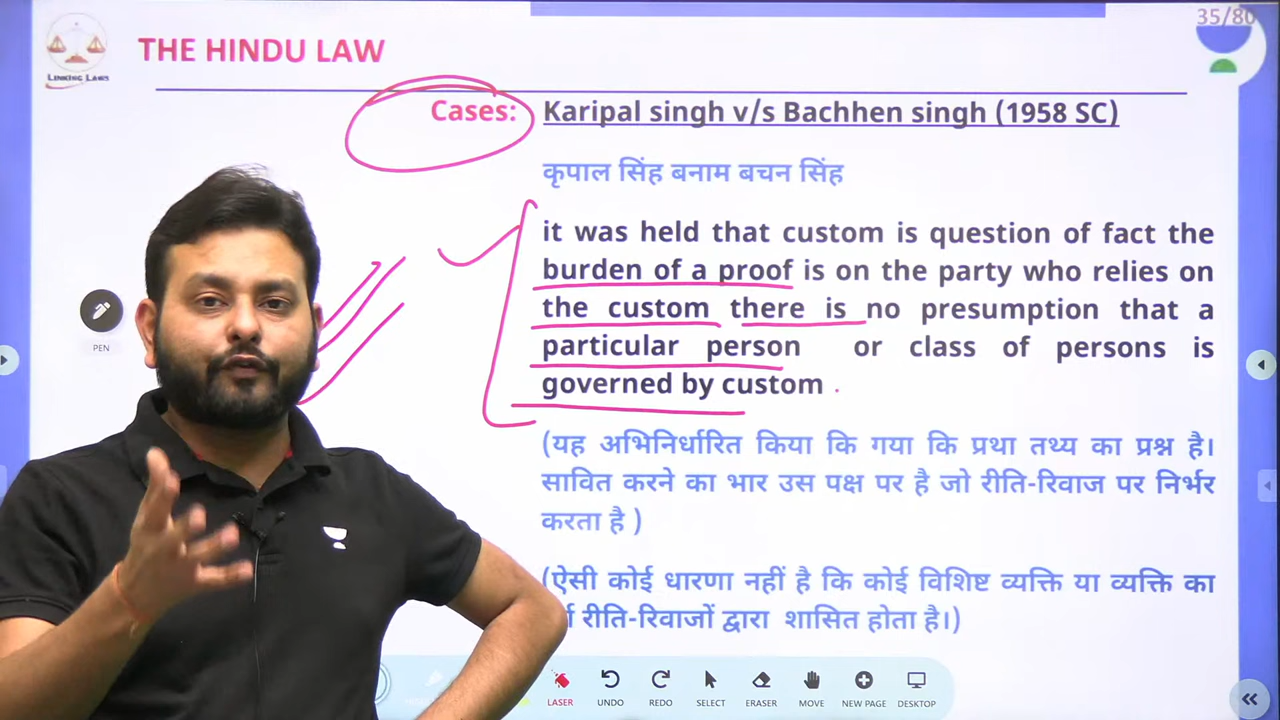 35/80
LINKING LAWS
THE HINDU LAW
Cases: Karipal singh v/s Bachhen singh (1958 SC)
कृपाल सिंह बनाम बचन सिंह
it was held that custom is question of fact the
burden of a proof is on the party who relies on
the custom there is no presumption that a
particular person or class of persons is
governed by custom .
PEN
(यह अभिनिर्धारित किया कि गया कि प्रथा तथ्य का प्रश्न है।
सावित करने का भार उस पक्ष पर है जो रीति-रिवाज पर निर्भर
करता है )
(ऐसी कोई धारणा नहीं है कि कोई विशिष्ट व्यक्ति या व्यक्ति का
रीति-रिवाजों द्वारा शासित होता है।)
LASER UNDO REDO SELECT ERASER MOVE NEW PAGE DESKTOP